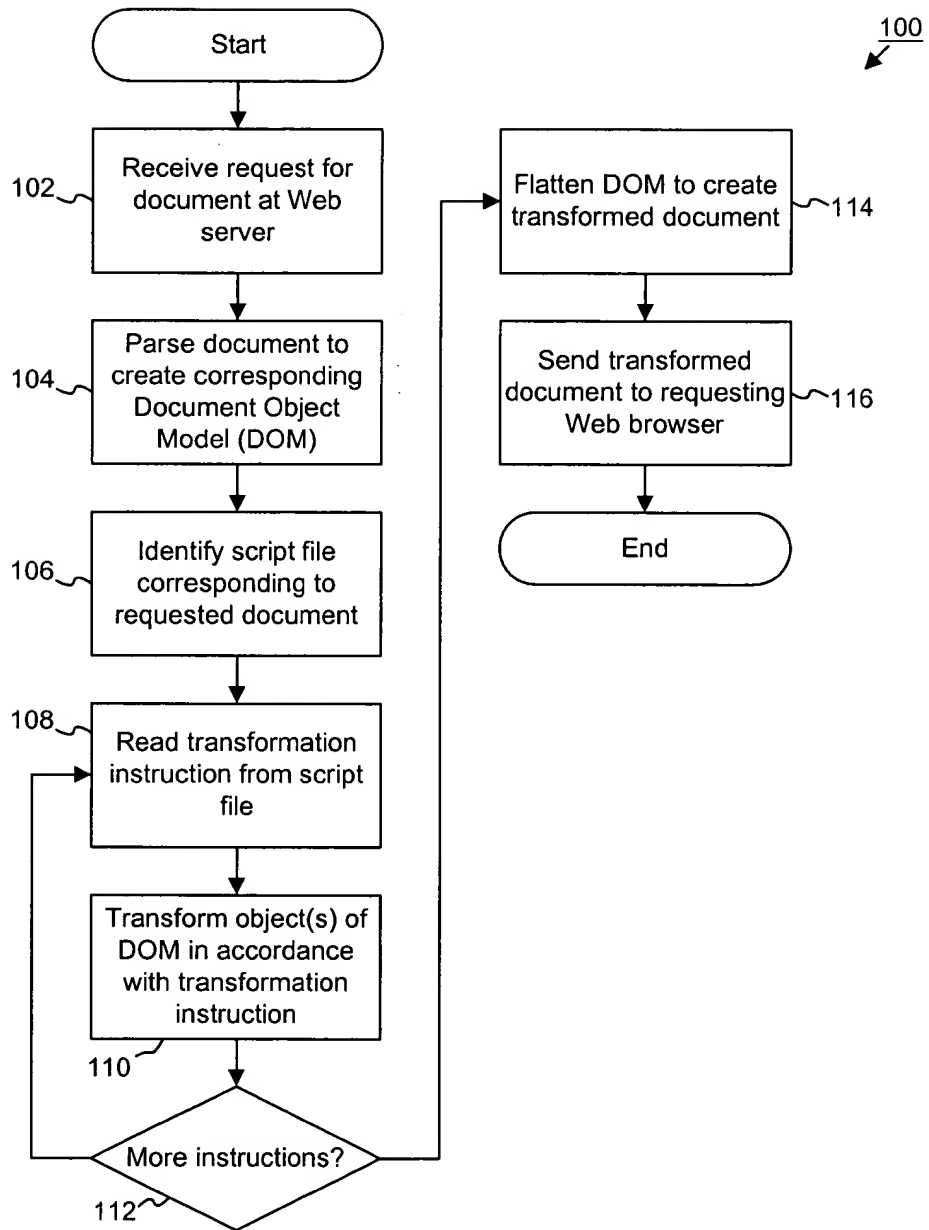 100
Start
102
Receive request for
document at Web
server
104
Parse document to
create corresponding
Document Object
Model (DOM)
106
Identify script file
corresponding to
requested document
108
Read transformation
instruction from script
file
Transform object(s) of
DOM in accordance
with transformation
instruction
110
More instructions?
112
Flatten DOM to create
transformed document
114
Send transformed
document to requesting
Web browser
116
End